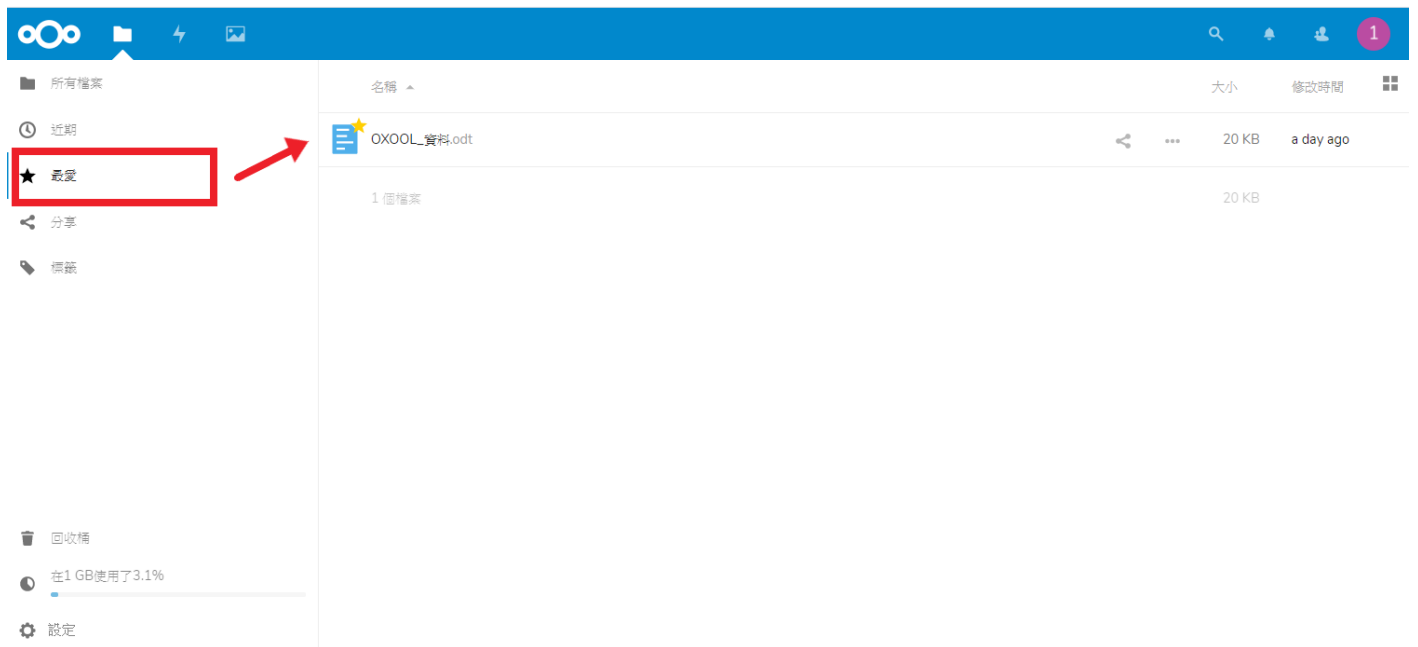 1
所有檔案
近期
最愛
分享
標籤
回收桶
在1 GB使用了3.1%
設定
名稱 大小 修改時間
OXOOL_資料.odt 20 KB a day ago
1 個檔案 20 KB